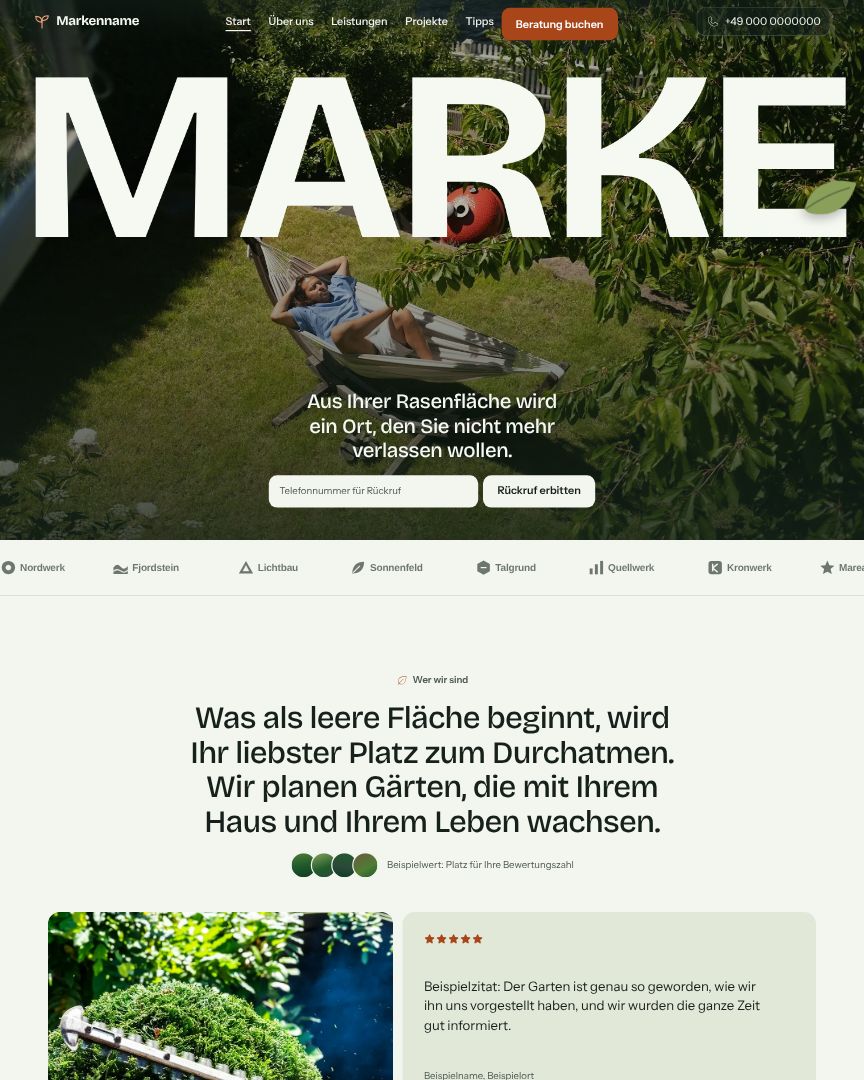 Markenname
Start Über uns Leistungen Projekte Tipps Beratung buchen +49 000 0000000
MARKE
Aus Ihrer Rasenfläche wird
ein Ort, den Sie nicht mehr
verlassen wollen.
Telefonnummer für Rückruf Rückruf erbitten
Nordwerk Fjordstein Lichtbau Sonnenfeld Talgrund Quellwerk Kronwerk
Wer wir sind
Was als leere Fläche beginnt, wird
Ihr liebster Platz zum Durchatmen.
Wir planen Gärten, die mit Ihrem
Haus und Ihrem Leben wachsen.
Beispielwert: Platz für Ihre Bewertungszahl
Beispielzitat: Der Garten ist genau so geworden, wie wir
ihn uns vorgestellt haben, und wir wurden die ganze Zeit
gut informiert.
Beispielname, Beispielort